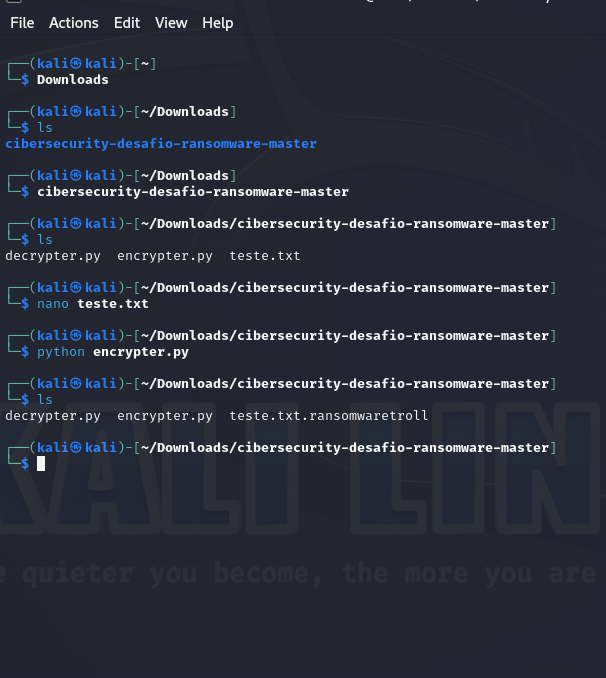 File Actions Edit View Help
┌──(kali㉿kali)-[~]
└─$ Downloads
┌──(kali㉿kali)-[~/Downloads]
└─$ ls
cibersecurity-desafio-ransomware-master
┌──(kali㉿kali)-[~/Downloads]
└─$ cibersecurity-desafio-ransomware-master
┌──(kali㉿kali)-[~/Downloads/cibersecurity-desafio-ransomware-master]
└─$ ls
decrypter.py  encrypter.py  teste.txt
┌──(kali㉿kali)-[~/Downloads/cibersecurity-desafio-ransomware-master]
└─$ nano teste.txt
┌──(kali㉿kali)-[~/Downloads/cibersecurity-desafio-ransomware-master]
└─$ python encrypter.py
┌──(kali㉿kali)-[~/Downloads/cibersecurity-desafio-ransomware-master]
└─$ ls
decrypter.py  encrypter.py  teste.txt.ransomwaretroll
┌──(kali㉿kali)-[~/Downloads/cibersecurity-desafio-ransomware-master]
└─$
KALI LIN
e quieter you become, the more you are